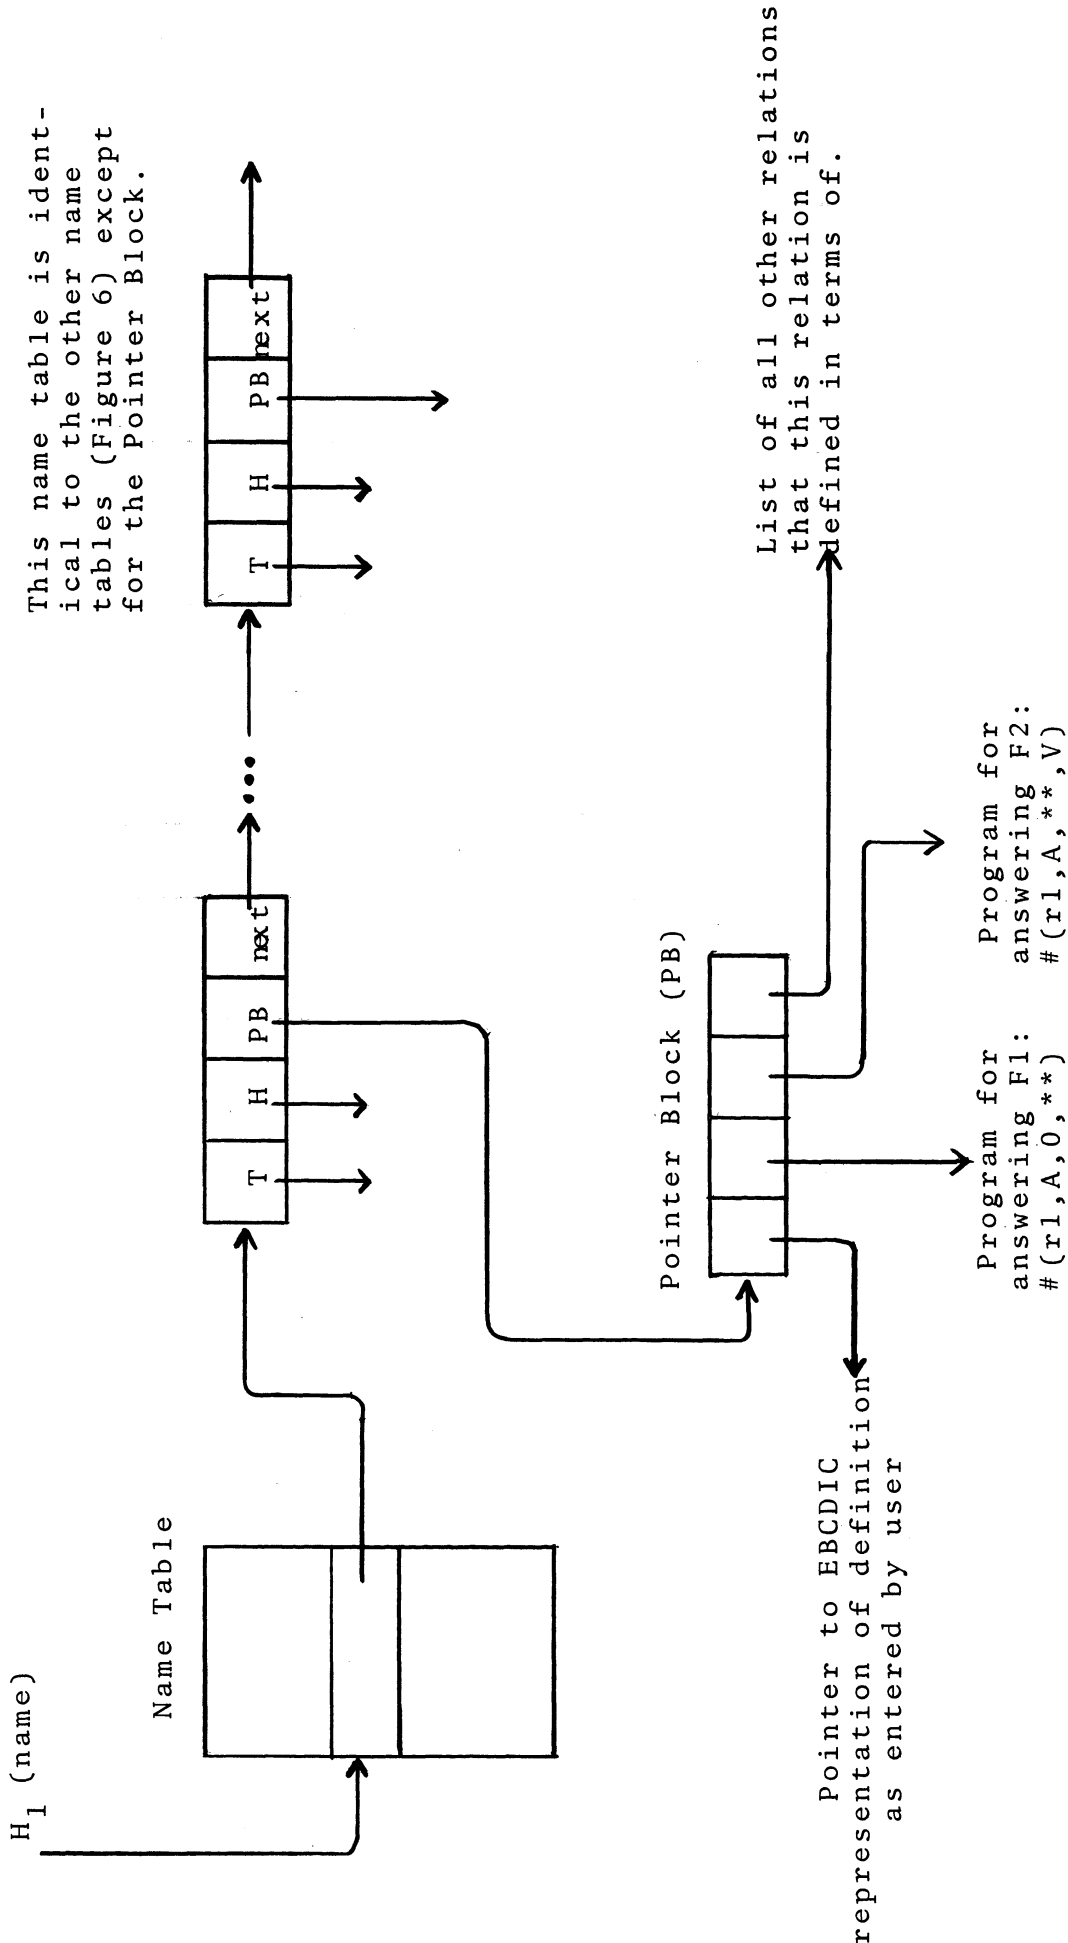 H1 (name)
Name Table
T H PB next
This name table is ident-
ical to the other name
tables (Figure 6) except
for the Pointer Block.
T H PB next
Pointer Block (PB)
List of all other relations
that this relation is
defined in terms of.
Pointer to EBCDIC
representation of definition
as entered by user
Program for
answering F1:
#(r1,A,O,**)
Program for
answering F2:
#(r1,A,**,V)